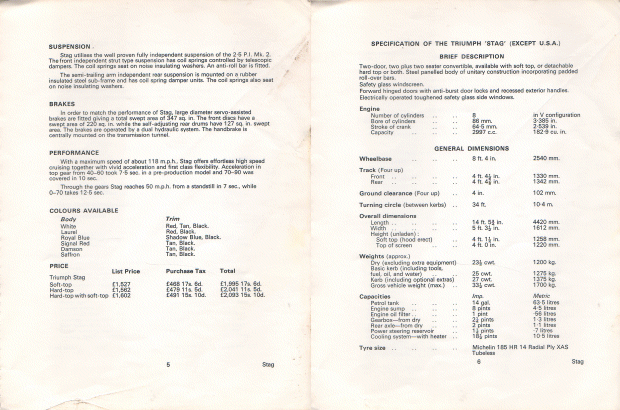 SUSPENSION .
Stag utilises the well proven fully independent suspension of the 2·5 P.I. Mk. 2.
The front independent strut type suspension has coil springs controlled by telescopic
dampers. The coil springs seat on noise insulating washers. An anti-roll bar is fitted.
The semi-trailing arm independent rear suspension is mounted on a rubber
insulated steel sub-frame and has coil spring damper units. The coil springs also seat
on noise insulating washers.
BRAKES
In order to match the performance of Stag, large diameter servo-assisted
brakes are fitted giving a total swept area of 347 sq. in. The front discs have a
swept area of 220 sq. in. while the self-adjusting rear drums have 127 sq. in. swept
area. The brakes are operated by a dual hydraulic system. The handbrake is
centrally mounted on the transmission tunnel.
PERFORMANCE
With a maximum speed of about 118 m.p.h., Stag offers effortless high speed
cruising together with vivid acceleration and first class flexibility. Acceleration in
top gear from 40–60 took 7·5 sec. in a pre-production model and 70–90 was
covered in 10 sec.
Through the gears Stag reaches 50 m.p.h. from a standstill in 7 sec., while
0–70 takes 12·5 sec.
COLOURS AVAILABLE
Body Trim
White Red, Tan, Black.
Laurel Red, Black.
Royal Blue Shadow Blue, Black.
Signal Red Tan, Black.
Damson Tan, Black.
Saffron Tan, Black.
PRICE
List Price Purchase Tax Total
Triumph Stag
Soft-top £1,527 £468 17s. 6d. £1,995 17s. 6d.
Hard-top £1,562 £479 11s. 5d. £2,041 11s. 5d.
Hard-top with soft-top £1,602 £491 15s. 10d. £2,093 15s. 10d.
5 Stag
SPECIFICATION OF THE TRIUMPH 'STAG' (EXCEPT U.S.A.)
BRIEF DESCRIPTION
Two-door, two plus two seater convertible, available with soft top, or detachable
hard top or both. Steel panelled body of unitary construction incorporating padded
roll-over bars.
Safety glass windscreen.
Forward hinged doors with anti-burst door locks and recessed exterior handles.
Electrically operated toughened safety glass side windows.
Engine
Number of cylinders .. .. 8 in V configuration
Bore of cylinders .. .. 86 mm. 3·385 in.
Stroke of crank .. .. 64·5 mm. 2·539 in.
Capacity .. .. 2997 c.c. 182·9 cu. in.
GENERAL DIMENSIONS
Wheelbase .. .. .. 8 ft. 4 in. 2540 mm.
Track (Four up)
Front .. .. .. 4 ft. 4⅜ in. 1330 mm.
Rear .. .. .. 4 ft. 4⅞ in. 1342 mm.
Ground clearance (Four up) .. 4 in. 102 mm.
Turning circle (between kerbs) .. 34 ft. 10·4 m.
Overall dimensions
Length .. .. .. 14 ft. 5¾ in. 4420 mm.
Width .. .. .. 5 ft. 3½ in. 1612 mm.
Height (unladen):
Soft top (hood erect) .. .. 4 ft. 1½ in. 1258 mm.
Top of screen .. .. 4 ft. 0 in. 1220 mm.
Weights (approx.)
Dry (excluding extra equipment) .. 23½ cwt. 1200 kg.
Basic kerb (including tools,
fuel, oil, and water) .. 25 cwt. 1275 kg.
Kerb (including optional extras) 27 cwt. 1375 kg.
Gross vehicle weight (max.) .. 33½ cwt. 1700 kg.
Capacities Imp. Metric
Petrol tank .. .. 14 gal. 63·5 litres
Engine sump .. .. 8 pints 4·5 litres
Engine oil filter .. .. 1 pint ·56 litres
Gearbox—from dry .. .. 2¼ pints 1·3 litres
Rear axle—from dry .. .. 2 pints 1·1 litres
Power steering reservoir .. 1¼ pints ·7 litres
Cooling system—with heater .. 18½ pints 10·5 litres
Tyre size .. .. .. Michelin 185 HR 14 Radial Ply XAS
Tubeless
6 Stag